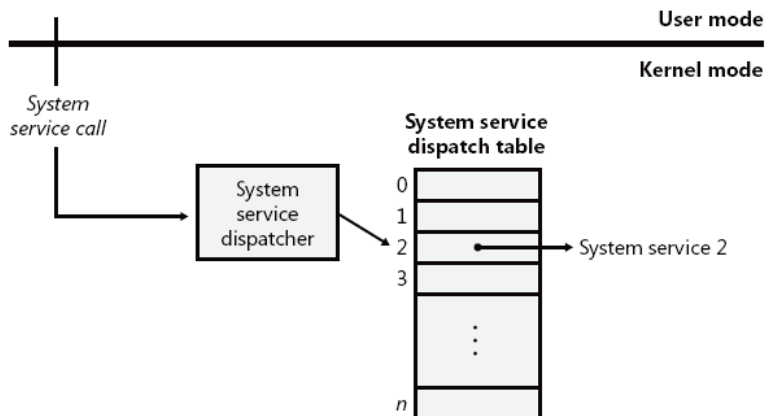 User mode
Kernel mode
System
service call
System service
dispatch table
System
service
dispatcher
0
1
2
3
n
System service 2